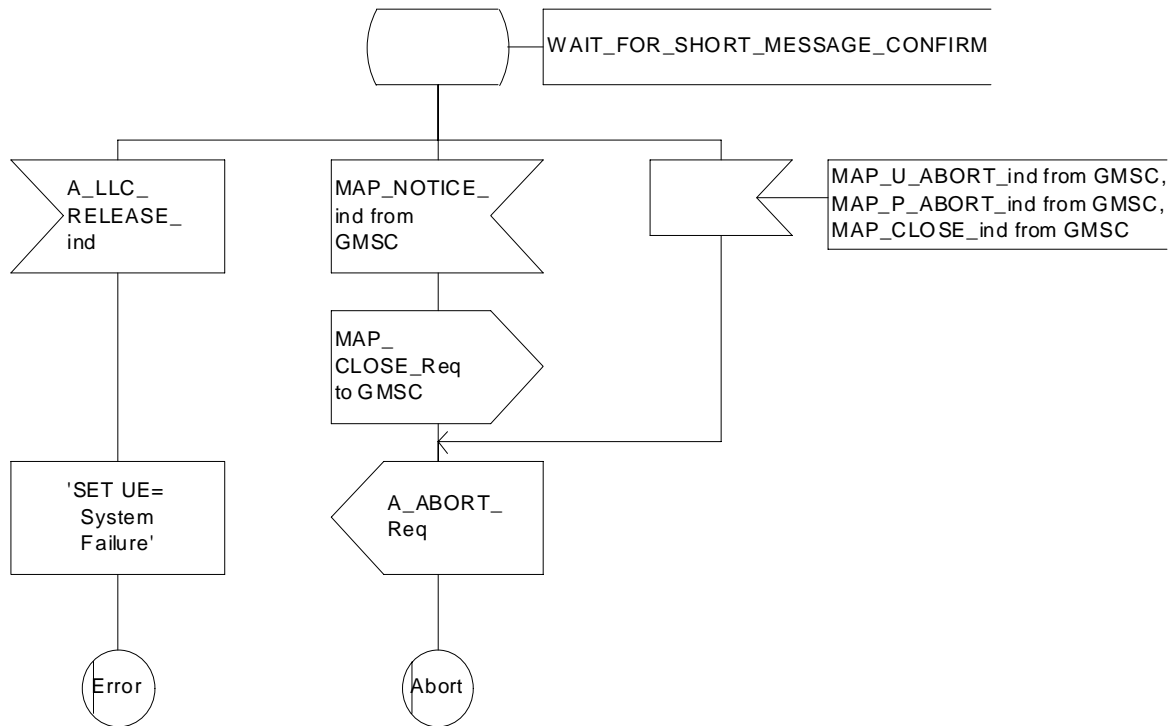 WAIT_FOR_SHORT_MESSAGE_CONFIRM
A_LLC_
RELEASE_
ind
MAP_NOTICE_
ind from
GMSC
MAP_U_ABORT_ind from GMSC,
MAP_P_ABORT_ind from GMSC,
MAP_CLOSE_ind from GMSC
MAP_
CLOSE_Req
to GMSC
'SET UE=
System
Failure'
A_ABORT_
Req
Error
Abort